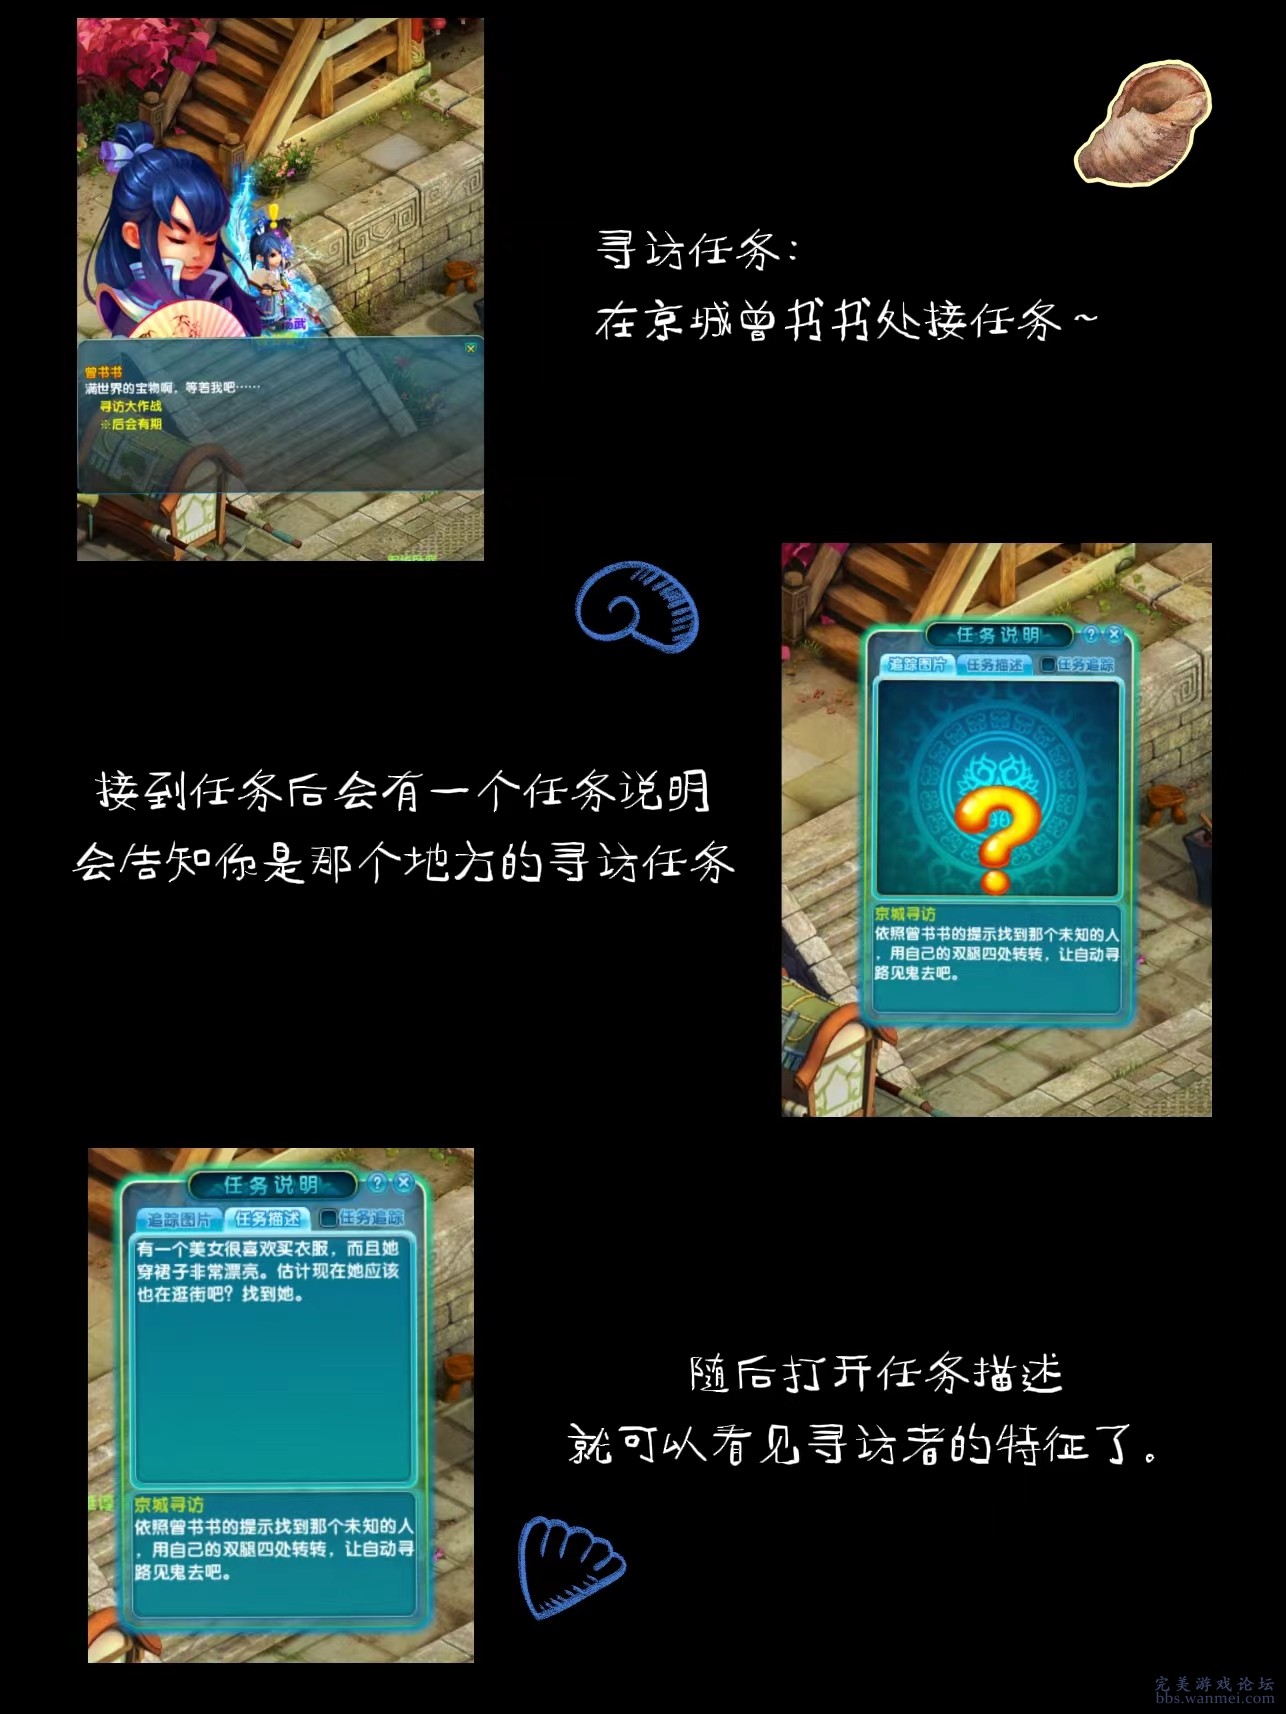 曾书书
满世界的宝物啊，等着我吧……
寻访大作战
※后会有期
寻访任务：
在京城曾书书处接任务~
接到任务后会有一个任务说明
会告知你是那个地方的寻访任务
任务说明
追踪图片 任务描述 任务追踪
京城寻访
依照曾书书的提示找到那个未知的人
，用自己的双腿四处转转，让自动寻
路见鬼去吧。
任务说明
追踪图片 任务描述 任务追踪
有一个美女很喜欢买衣服，而且她
穿裙子非常漂亮。估计现在她应该
也在逛街吧？找到她。
京城寻访
依照曾书书的提示找到那个未知的人
，用自己的双腿四处转转，让自动寻
路见鬼去吧。
随后打开任务描述
就可以看见寻访者的特征了。
完美游戏论坛
bbs.wanmei.com